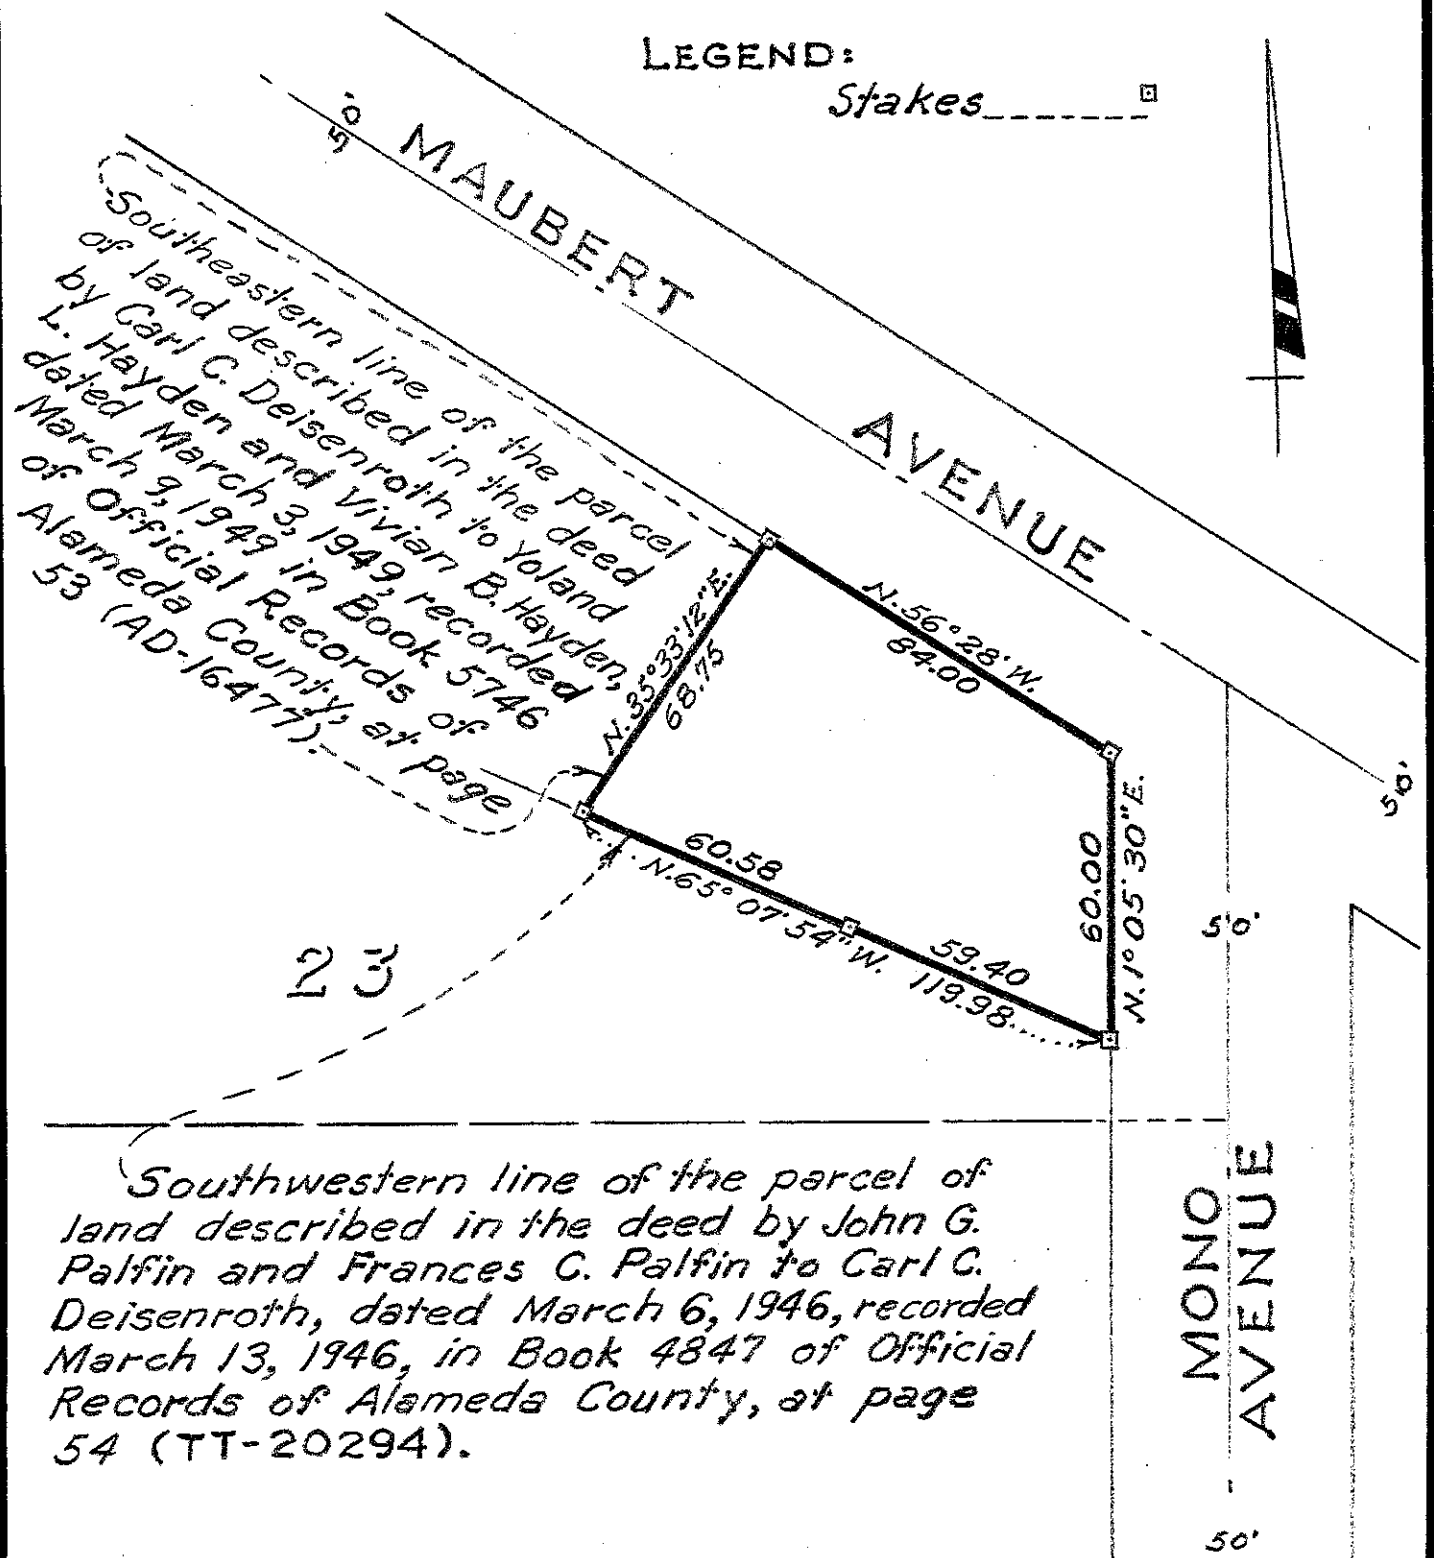 LEGEND:
Stakes
50'
MAUBERT
AVENUE
Southeastern line of the parcel
of land described in the deed
by Carl C. Deisenroth to Yoland
L. Hayden and Vivian B. Hayden,
dated March 3, 1949, recorded
March 9, 1949 in Book 5746
of Official Records of
Alameda County, at page
53 (AD-16477).
N.35°33'12"E.
68.75
N.56°28'W.
84.00
50'
60.00
N.1°05'30"E.
60.58
N.65°07'54"W.
59.40
119.98
50'
23
Southwestern line of the parcel of
land described in the deed by John G.
Palfin and Frances C. Palfin to Carl C.
Deisenroth, dated March 6, 1946, recorded
March 13, 1946, in Book 4847 of Official
Records of Alameda County, at page
54 (TT-20294).
MONO
AVENUE
50'